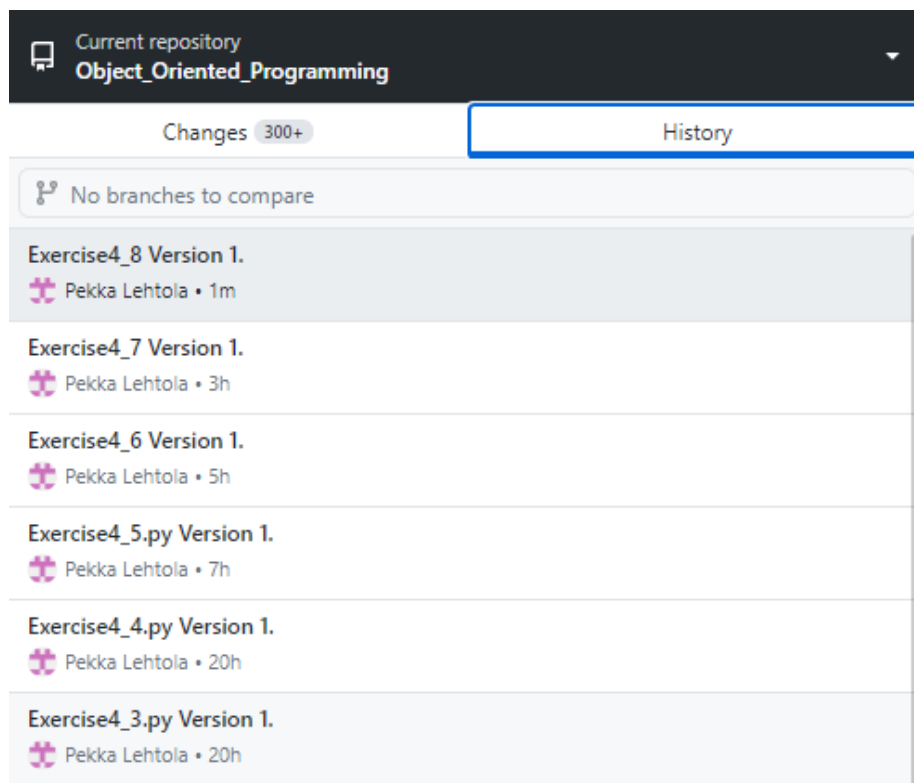 Current repository
Object_Oriented_Programming
Changes 300+
History
No branches to compare
Exercise4_8 Version 1.
Pekka Lehtola • 1m
Exercise4_7 Version 1.
Pekka Lehtola • 3h
Exercise4_6 Version 1.
Pekka Lehtola • 5h
Exercise4_5.py Version 1.
Pekka Lehtola • 7h
Exercise4_4.py Version 1.
Pekka Lehtola • 20h
Exercise4_3.py Version 1.
Pekka Lehtola • 20h